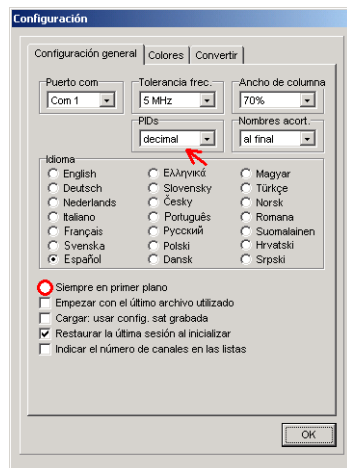 Configuración
Configuración general Colores Convertir
Puerto com Tolerancia frec. Ancho de columna
Com 1 5 MHz 70%
PIDs Nombres acort.
decimal al final
Idioma
English Ελληνικά Magyar
Deutsch Slovensky Türkçe
Nederlands Česky Norsk
Italiano Português Romana
Français Русский Suomalainen
Svenska Polski Hrvatski
Español Dansk Srpski
Siempre en primer plano
Empezar con el último archivo utilizado
Cargar: usar config. sat grabada
Restaurar la última sesión al inicializar
Indicar el número de canales en las listas
OK